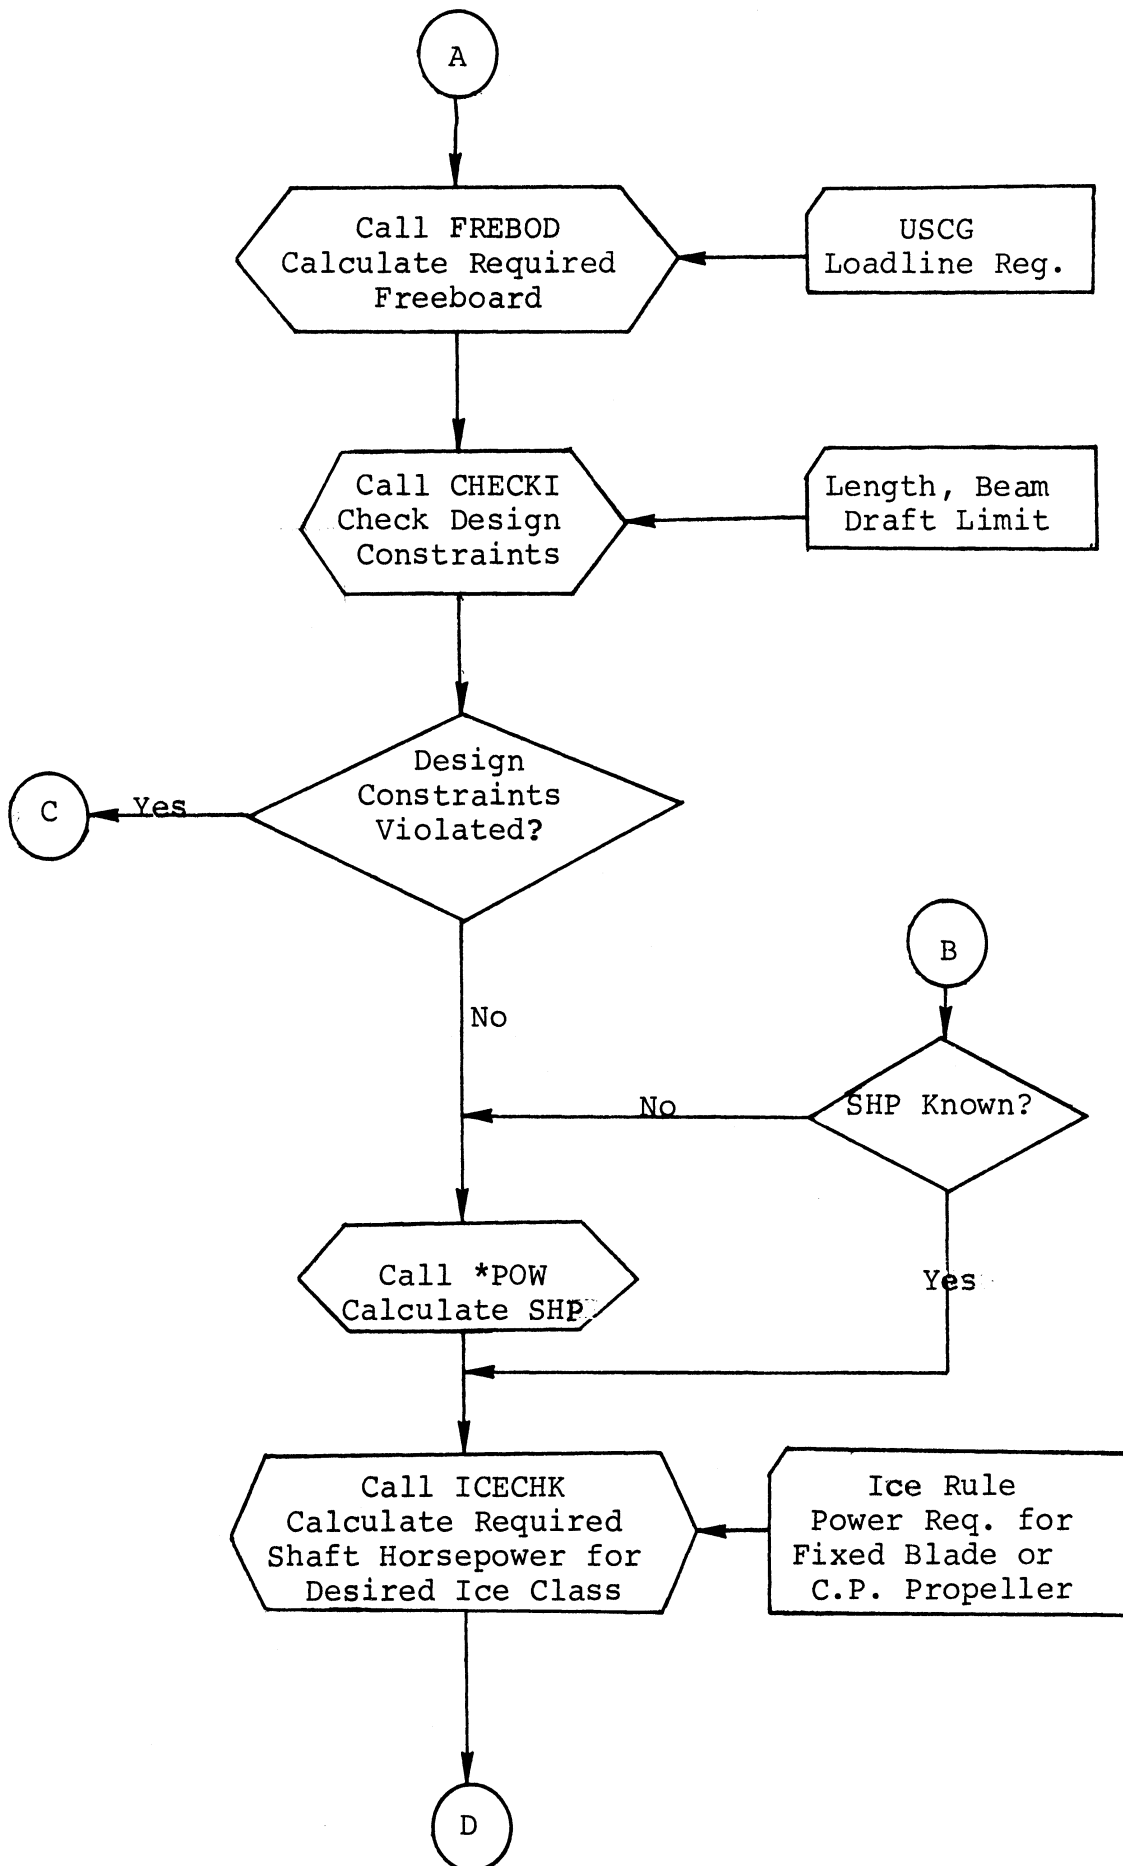 A
Call FREBOD
Calculate Required
Freeboard
USCG
Loadline Reg.
Call CHECKI
Check Design
Constraints
Length, Beam
Draft Limit
Design
Constraints
Violated?
Yes
C
No
B
SHP Known?
No
Yes
Call *POW
Calculate SHP
Call ICECHK
Calculate Required
Shaft Horsepower for
Desired Ice Class
Ice Rule
Power Req. for
Fixed Blade or
C.P. Propeller
D